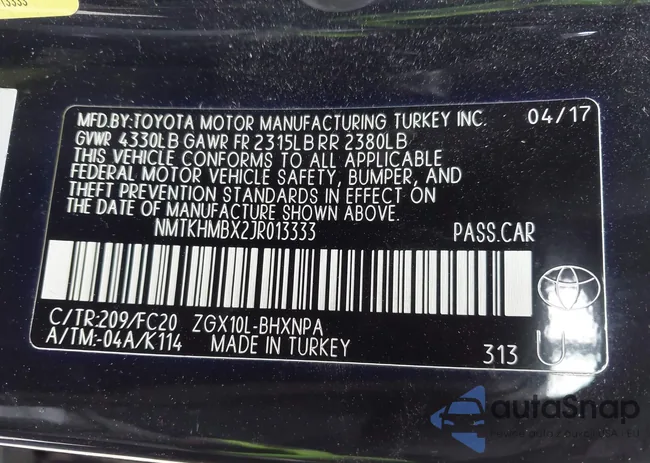 13333
MFD.BY:TOYOTA MOTOR MANUFACTURING TURKEY INC. 04/17
GVWR 4330LB GAWR FR 2315LB RR 2380LB
THIS VEHICLE CONFORMS TO ALL APPLICABLE
FEDERAL MOTOR VEHICLE SAFETY, BUMPER, AND
THEFT PREVENTION STANDARDS IN EFFECT ON
THE DATE OF MANUFACTURE SHOWN ABOVE.
NMTKHMBX2JR013333 PASS.CAR
C/TR:209/FC20 ZGX10L-BHXNPA
A/TM:-04A/K114 MADE IN TURKEY 313 U
autoSnap